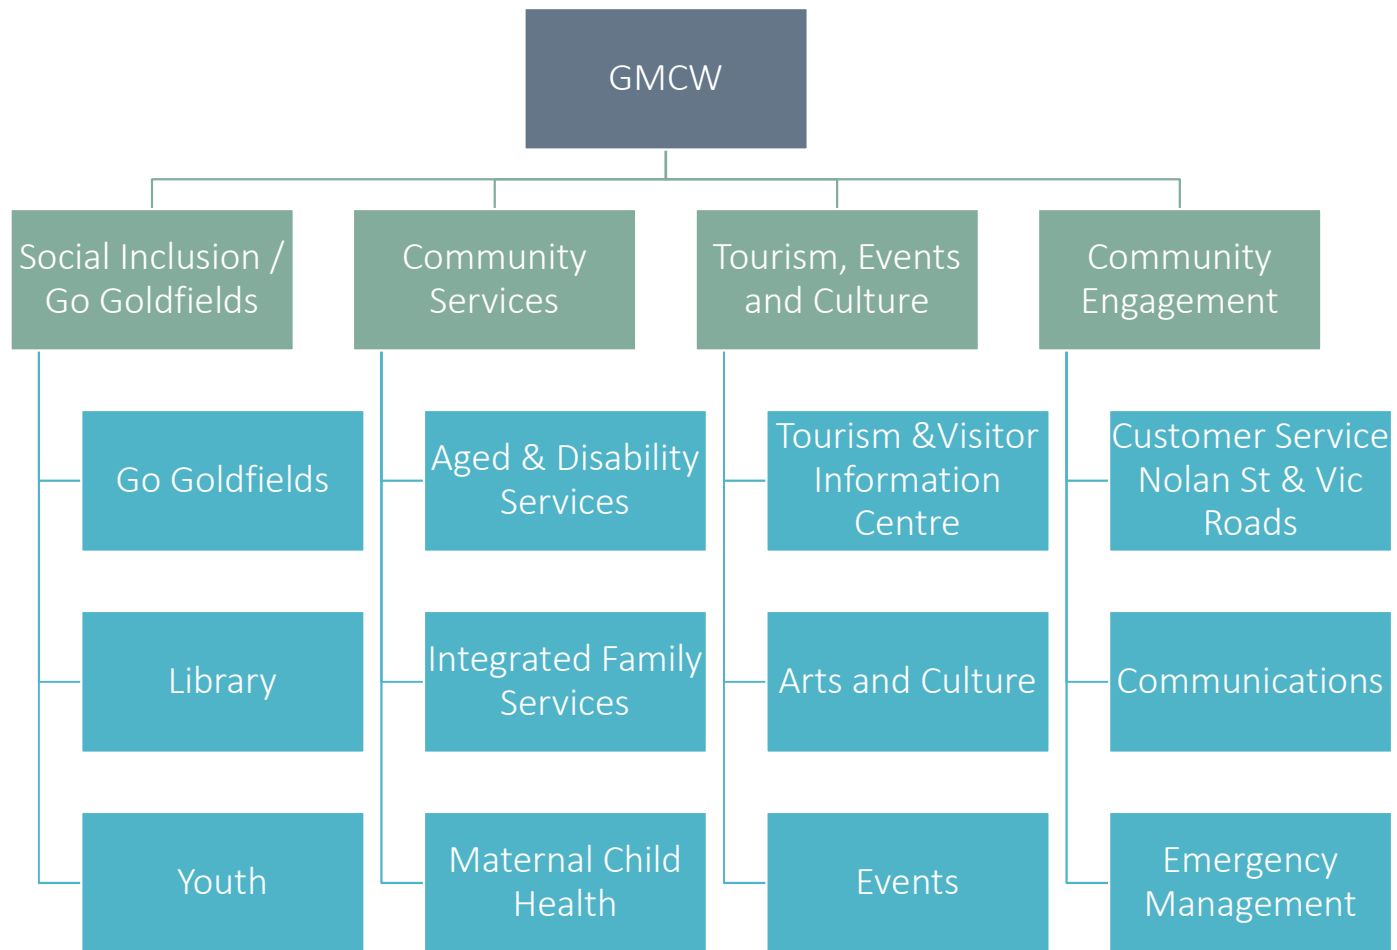 GMCW
Social Inclusion /
Go Goldfields
Community
Services
Tourism, Events
and Culture
Community
Engagement
Go Goldfields
Aged & Disability
Services
Tourism &Visitor
Information
Centre
Customer Service
Nolan St & Vic
Roads
Library
Integrated Family
Services
Arts and Culture
Communications
Youth
Maternal Child
Health
Events
Emergency
Management